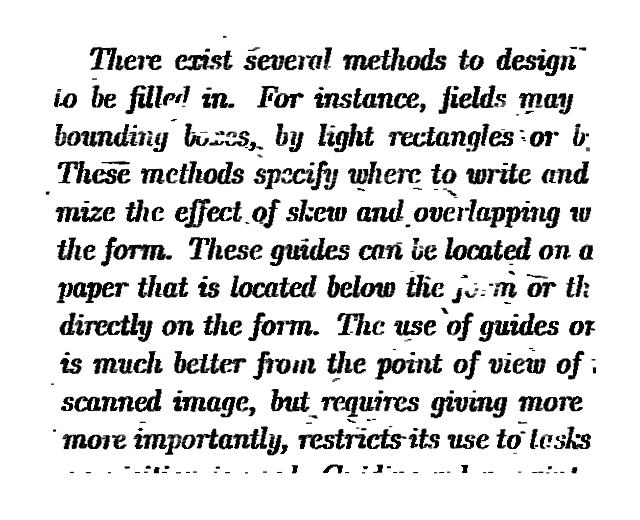 There exist several methods to design
to be filled in. For instance, fields may
bounding boxes, by light rectangles or
These methods specify where to write and
mize the effect of skew and overlapping w
the form. These guides can be located on a
paper that is located below the form or th
directly on the form. The use of guides or
is much better from the point of view of
scanned image, but requires giving more
more importantly, restricts its use to tasks